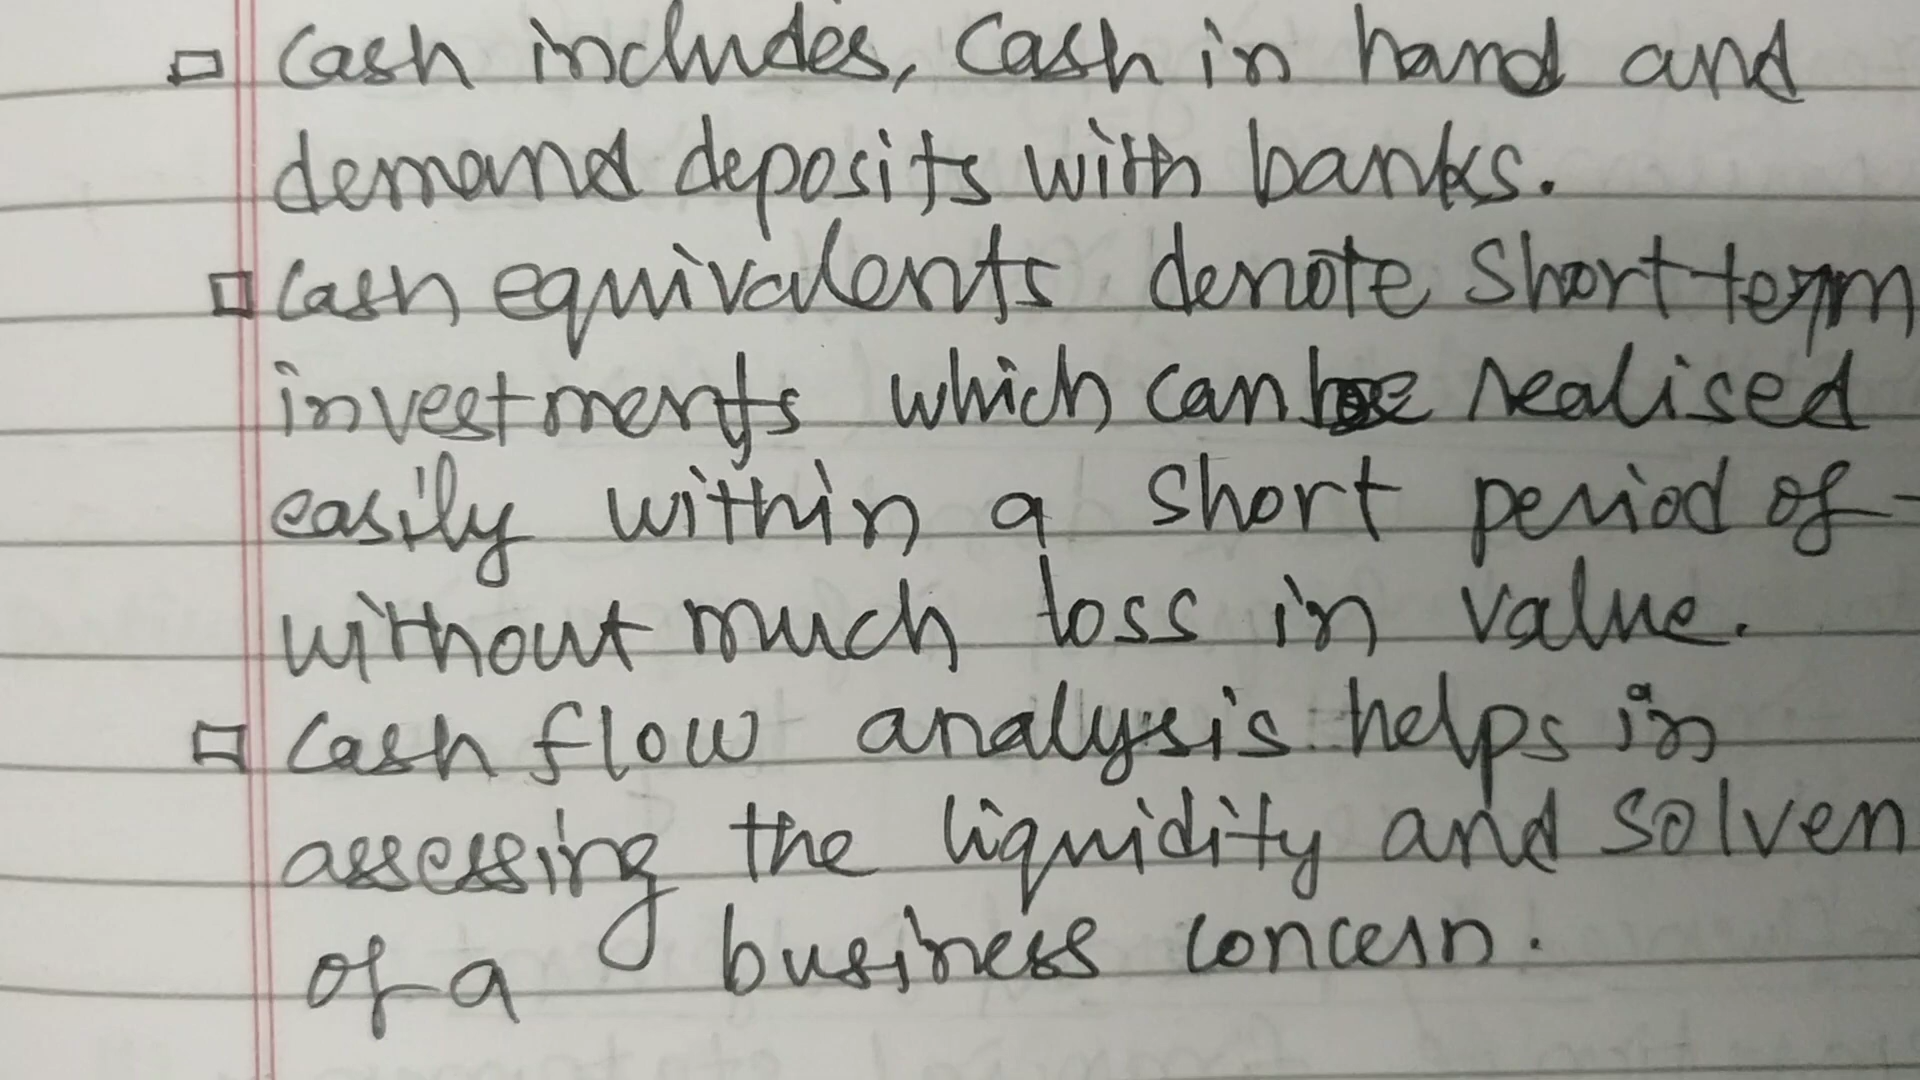 □ Cash includes, Cash in hand and
demand deposits with banks.
□ Cash equivalents denote Short term
investments which can be realised
easily within a short period of
without much loss in value.
□ Cash flow analysis helps in
assessing the liquidity and solven
of a business concern.